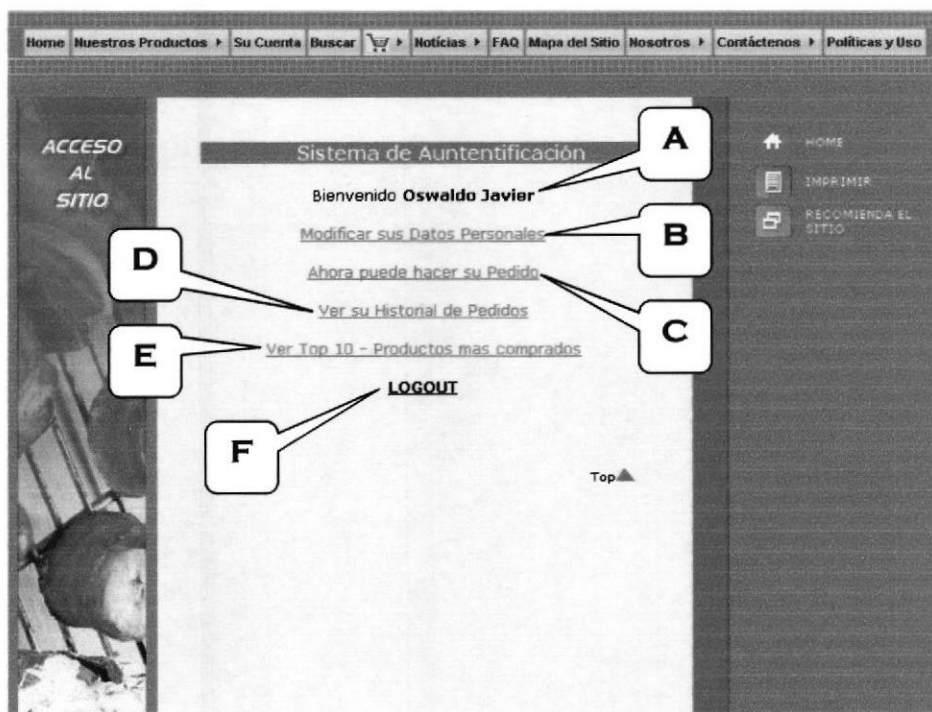 Home Nuestros Productos Su Cuenta Buscar Notícias FAQ Mapa del Sitio Nosotros Contáctenos Políticas y Uso
ACCESO
AL
SITIO
Sistema de Auntentificación
A
Bienvenido Oswaldo Javier
Modificar sus Datos Personales
B
Ahora puede hacer su Pedido
C
D
Ver su Historial de Pedidos
E
Ver Top 10 - Productos mas comprados
LOGOUT
F
Top
HOME
IMPRIMIR
RECOMIENDA EL
SITIO